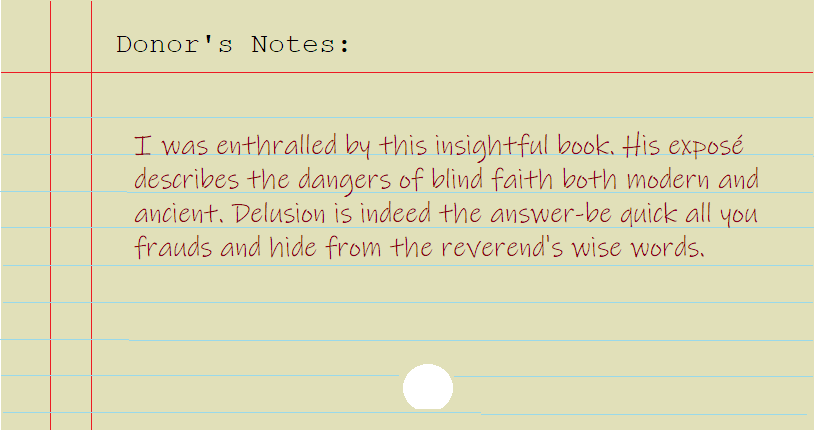 Donor's Notes:
I was enthralled by this insightful book. His exposé
describes the dangers of blind faith both modern and
ancient. Delusion is indeed the answer-be quick all you
frauds and hide from the reverend's wise words.